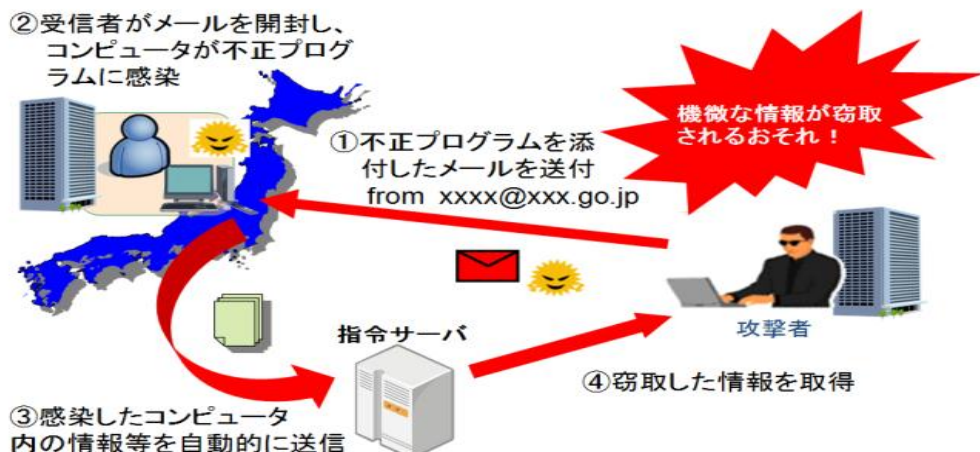 ②受信者がメールを開封し、
コンピュータが不正プログ
ラムに感染
機微な情報が窃取
されるおそれ！
①不正プログラムを添
付したメールを送付
from xxxx@xxx.go.jp
攻撃者
指令サーバ
④窃取した情報を取得
③感染したコンピュータ
内の情報等を自動的に送信